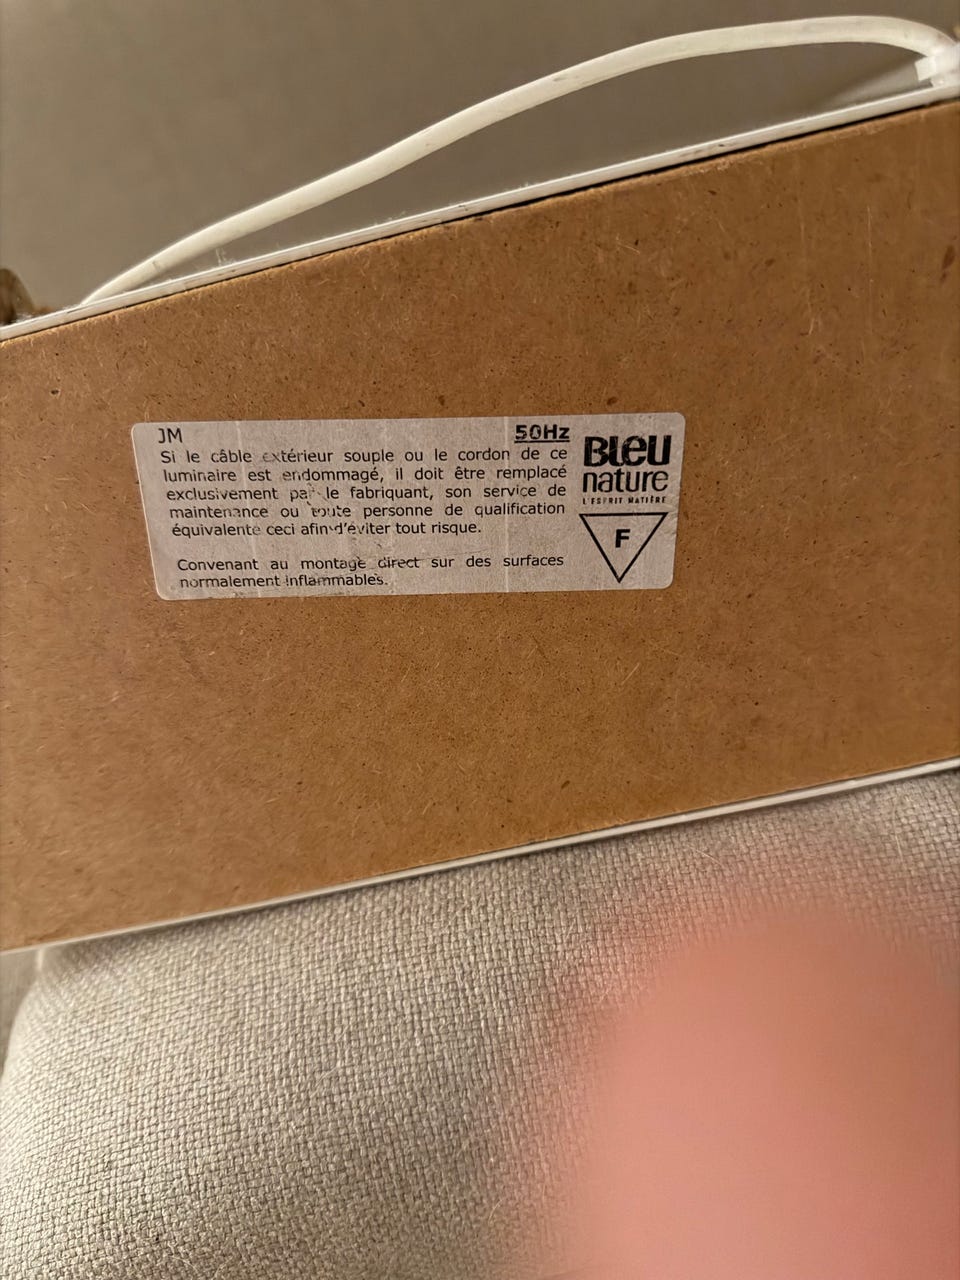 JM 50Hz
Si le câble extérieur souple ou le cordon de ce
luminaire est endommagé, il doit être remplacé
exclusivement par le fabriquant, son service de
maintenance ou toute personne de qualification
équivalente ceci afin d'éviter tout risque.
Convenant au montage direct sur des surfaces
normalement inflammables.
BLeu
nature
L'ESPRIT MATIÈRE
F